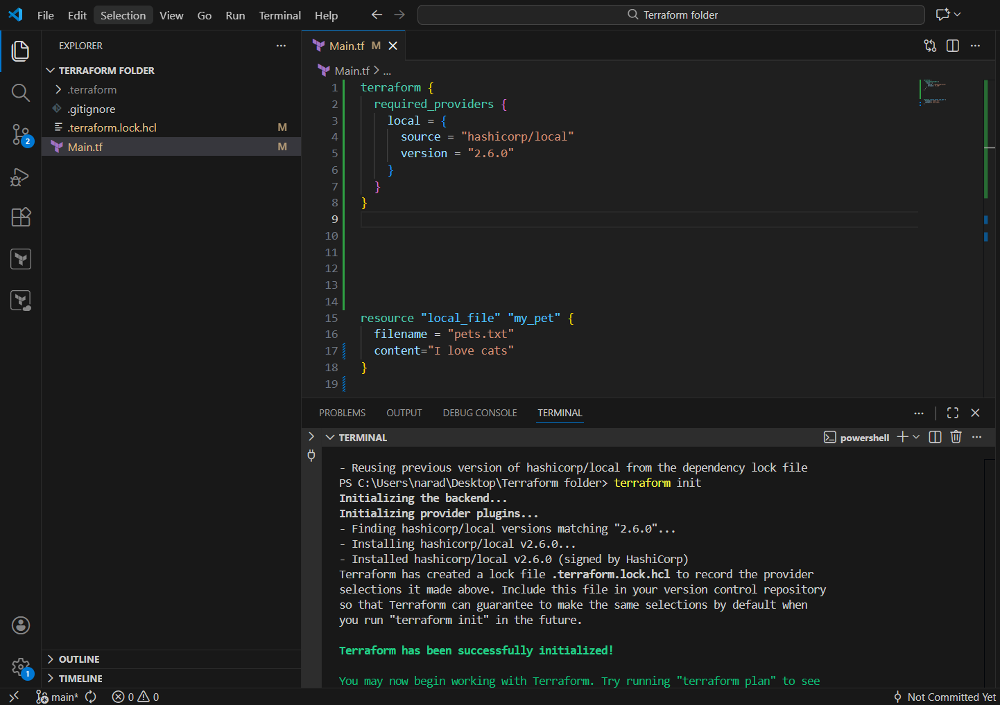 File Edit Selection View Go Run Terminal Help
Terraform folder
EXPLORER
TERRAFORM FOLDER
.terraform
.gitignore
.terraform.lock.hcl M
Main.tf M
2
1
OUTLINE
TIMELINE
Main.tf M
Main.tf > ...
1 terraform {
2 required_providers {
3 local = {
4 source = "hashicorp/local"
5 version = "2.6.0"
6 }
7 }
8 }
9
10
11
12
13
14
15 resource "local_file" "my_pet" {
16 filename = "pets.txt"
17 content="I love cats"
18 }
19
PROBLEMS OUTPUT DEBUG CONSOLE TERMINAL
TERMINAL
powershell
- Reusing previous version of hashicorp/local from the dependency lock file
PS C:\Users\narad\Desktop\Terraform folder> terraform init
Initializing the backend...
Initializing provider plugins...
- Finding hashicorp/local versions matching "2.6.0"...
- Installing hashicorp/local v2.6.0...
- Installed hashicorp/local v2.6.0 (signed by HashiCorp)
Terraform has created a lock file .terraform.lock.hcl to record the provider
selections it made above. Include this file in your version control repository
so that Terraform can guarantee to make the same selections by default when
you run "terraform init" in the future.
Terraform has been successfully initialized!
You may now begin working with Terraform. Try running "terraform plan" to see
main* 0 0
Not Committed Yet